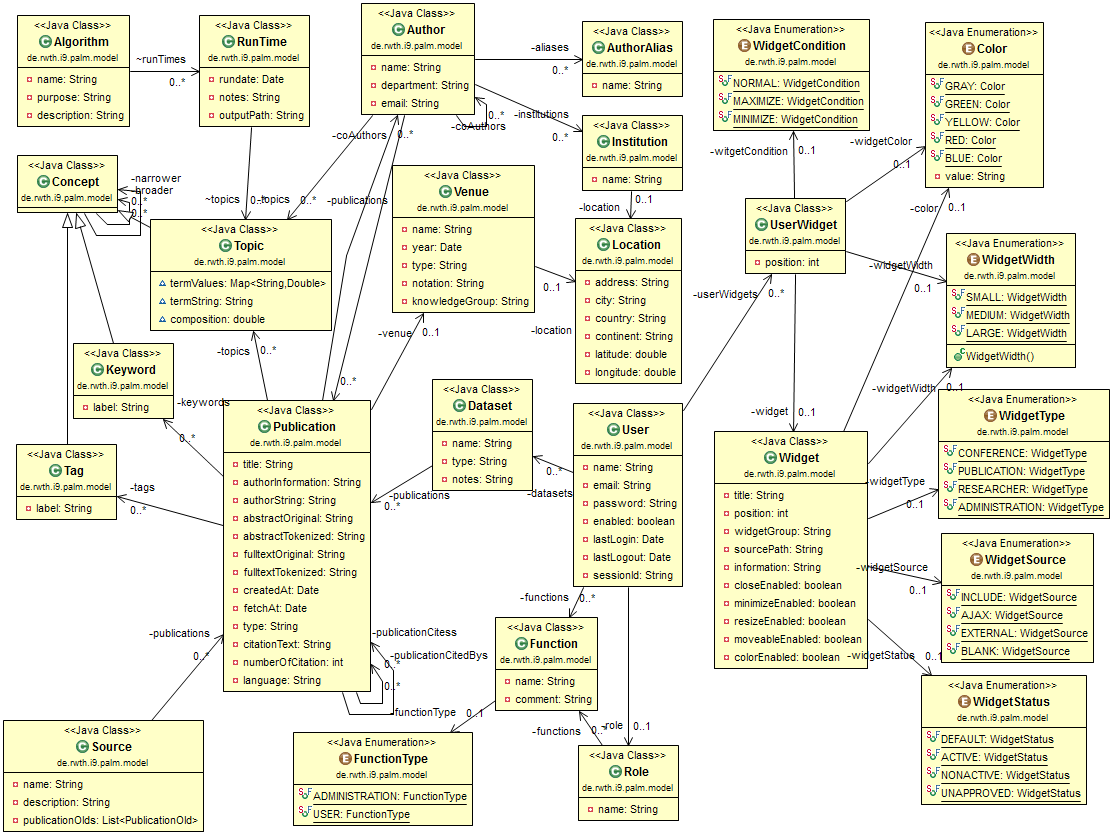 <<Java Class>>
Algorithm
de.rwth.i9.palm.model
name: String
purpose: String
description: String
~runTimes
0..*
<<Java Class>>
RunTime
de.rwth.i9.palm.model
rundate: Date
notes: String
outputPath: String
~topics
0..*
<<Java Class>>
Author
de.rwth.i9.palm.model
name: String
department: String
email: String
-coAuthors
0..*
-coAuthors
0..*
-aliases
0..*
-institutions
0..*
-topics
0..*
-publications
0..*
<<Java Class>>
AuthorAlias
de.rwth.i9.palm.model
name: String
<<Java Class>>
Institution
de.rwth.i9.palm.model
name: String
-location
0..1
<<Java Class>>
Location
de.rwth.i9.palm.model
address: String
city: String
country: String
continent: String
latitude: double
longitude: double
<<Java Class>>
Concept
de.rwth.i9.palm.model
-narrower
-broader
0..*
0..*
<<Java Class>>
Topic
de.rwth.i9.palm.model
termValues: Map<String,Double>
termString: String
composition: double
-topics
0..*
<<Java Class>>
Venue
de.rwth.i9.palm.model
name: String
year: Date
type: String
notation: String
knowledgeGroup: String
0..1
-location
-venue
0..1
<<Java Class>>
Keyword
de.rwth.i9.palm.model
label: String
-keywords
0..*
<<Java Class>>
Tag
de.rwth.i9.palm.model
label: String
-tags
0..*
<<Java Class>>
Publication
de.rwth.i9.palm.model
title: String
authorInformation: String
authorString: String
abstractOriginal: String
abstractTokenized: String
fulltextOriginal: String
fulltextTokenized: String
createdAt: Date
fetchAt: Date
type: String
citationText: String
numberOfCitation: int
language: String
-publicationCitess
-publicationCitedBys
0..*
0..*
<<Java Class>>
Dataset
de.rwth.i9.palm.model
name: String
type: String
notes: String
-publications
0..*
-datasets
0..*
<<Java Class>>
User
de.rwth.i9.palm.model
name: String
email: String
password: String
enabled: boolean
lastLogin: Date
lastLogout: Date
sessionId: String
-userWidgets
0..*
-functions
0..*
<<Java Class>>
Function
de.rwth.i9.palm.model
name: String
comment: String
-functionType
0..1
<<Java Enumeration>>
FunctionType
de.rwth.i9.palm.model
ADMINISTRATION: FunctionType
USER: FunctionType
-functions
0..*
-role
0..1
<<Java Class>>
Role
de.rwth.i9.palm.model
name: String
-publications
0..*
<<Java Class>>
Source
de.rwth.i9.palm.model
name: String
description: String
publicationOlds: List<PublicationOld>
<<Java Enumeration>>
WidgetCondition
de.rwth.i9.palm.model
NORMAL: WidgetCondition
MAXIMIZE: WidgetCondition
MINIMIZE: WidgetCondition
-witgetCondition
0..1
<<Java Enumeration>>
Color
de.rwth.i9.palm.model
GRAY: Color
GREEN: Color
YELLOW: Color
RED: Color
BLUE: Color
value: String
-widgetColor
0..1
-color
0..1
<<Java Class>>
UserWidget
de.rwth.i9.palm.model
position: int
-widgetWidth
0..1
<<Java Enumeration>>
WidgetWidth
de.rwth.i9.palm.model
SMALL: WidgetWidth
MEDIUM: WidgetWidth
LARGE: WidgetWidth
WidgetWidth()
-widgetWidth
0..1
-widget
0..1
<<Java Class>>
Widget
de.rwth.i9.palm.model
title: String
position: int
widgetGroup: String
sourcePath: String
information: String
closeEnabled: boolean
minimizeEnabled: boolean
resizeEnabled: boolean
moveableEnabled: boolean
colorEnabled: boolean
-widgetType
0..1
<<Java Enumeration>>
WidgetType
de.rwth.i9.palm.model
CONFERENCE: WidgetType
PUBLICATION: WidgetType
RESEARCHER: WidgetType
ADMINISTRATION: WidgetType
-widgetSource
0..1
<<Java Enumeration>>
WidgetSource
de.rwth.i9.palm.model
INCLUDE: WidgetSource
AJAX: WidgetSource
EXTERNAL: WidgetSource
BLANK: WidgetSource
-widgetStatus
0..1
<<Java Enumeration>>
WidgetStatus
de.rwth.i9.palm.model
DEFAULT: WidgetStatus
ACTIVE: WidgetStatus
NONACTIVE: WidgetStatus
UNAPPROVED: WidgetStatus